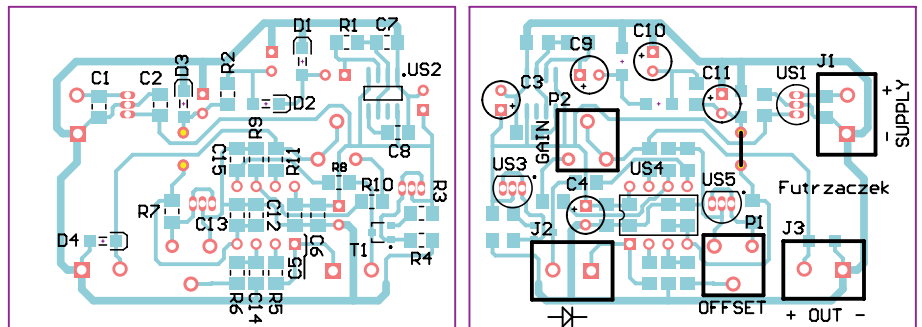 D1
R1
C7
D3
R2
US2
C1
C2
D2
R9
C8
C15
R11
R8
R10
R3
R7
C13
C12
D4
T1
C6
C5
R4
R6
C14
R5
C10
C9
J1
C3
C11
US1
+
P2
SUPPLY
-
GAIN
US3
US4
C4
US5
Futrzaczek
J2
P1
J3
OFFSET
+ OUT -